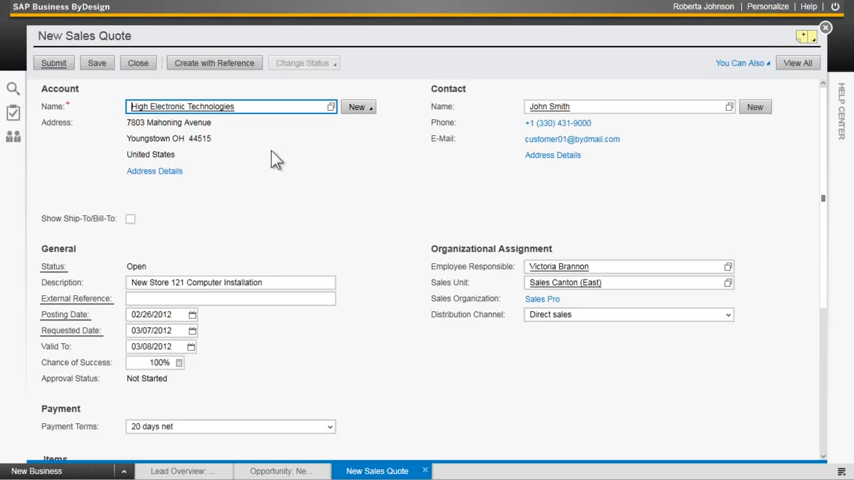 SAP Business ByDesign
Roberta Johnson | Personalize | Help |
New Sales Quote
Submit Save Close Create with Reference Change Status You Can Also View All
Account
Name:* High Electronic Technologies New
Address: 7803 Mahoning Avenue
Youngstown OH 44515
United States
Address Details
Show Ship-To/Bill-To:
Contact
Name: John Smith New
Phone: +1 (330) 431-9000
E-Mail: customer01@bydmail.com
Address Details
General
Status: Open
Description: New Store 121 Computer Installation
External Reference:
Posting Date: 02/26/2012
Requested Date: 03/07/2012
Valid To: 03/08/2012
Chance of Success: 100%
Approval Status: Not Started
Organizational Assignment
Employee Responsible: Victoria Brannon
Sales Unit: Sales Canton (East)
Sales Organization: Sales Pro
Distribution Channel: Direct sales
Payment
Payment Terms: 20 days net
Items
HELP CENTER
New Business Lead Overview: ... Opportunity: Ne... New Sales Quote